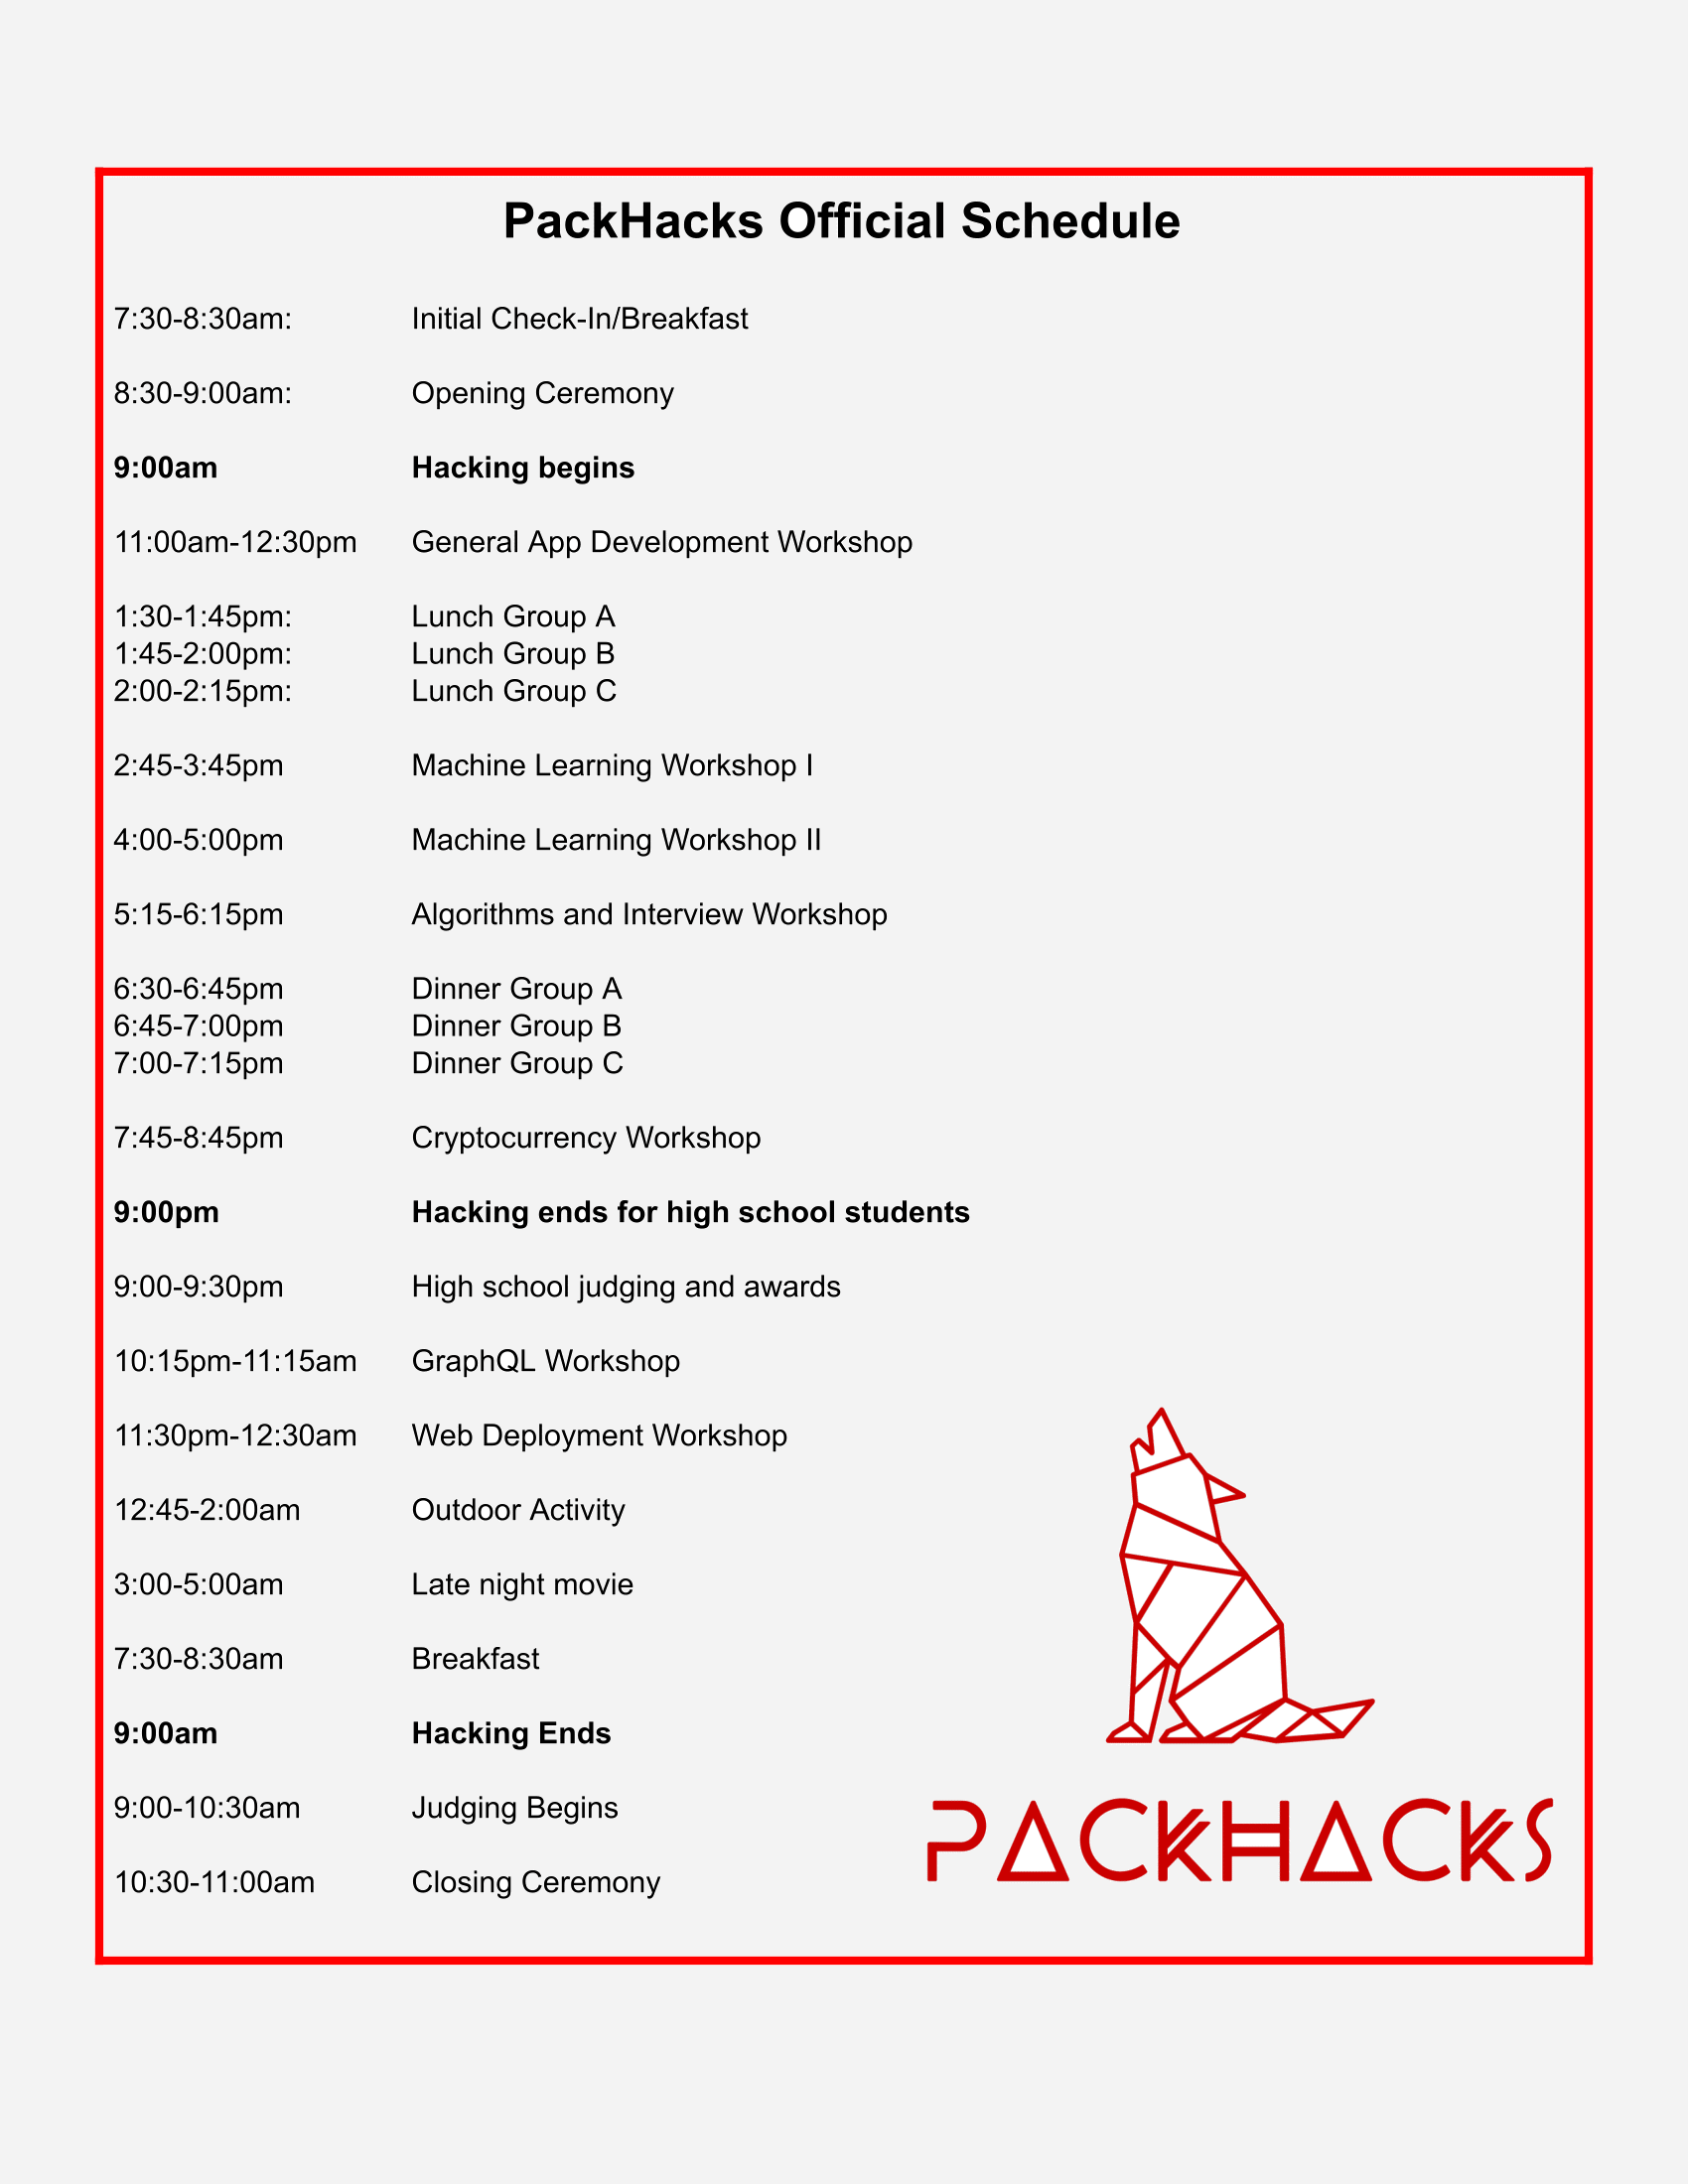 PackHacks Official Schedule
7:30-8:30am: Initial Check-In/Breakfast
8:30-9:00am: Opening Ceremony
9:00am Hacking begins
11:00am-12:30pm General App Development Workshop
1:30-1:45pm: Lunch Group A
1:45-2:00pm: Lunch Group B
2:00-2:15pm: Lunch Group C
2:45-3:45pm Machine Learning Workshop I
4:00-5:00pm Machine Learning Workshop II
5:15-6:15pm Algorithms and Interview Workshop
6:30-6:45pm Dinner Group A
6:45-7:00pm Dinner Group B
7:00-7:15pm Dinner Group C
7:45-8:45pm Cryptocurrency Workshop
9:00pm Hacking ends for high school students
9:00-9:30pm High school judging and awards
10:15pm-11:15am GraphQL Workshop
11:30pm-12:30am Web Deployment Workshop
12:45-2:00am Outdoor Activity
3:00-5:00am Late night movie
7:30-8:30am Breakfast
9:00am Hacking Ends
9:00-10:30am Judging Begins
10:30-11:00am Closing Ceremony
PACKHACKS